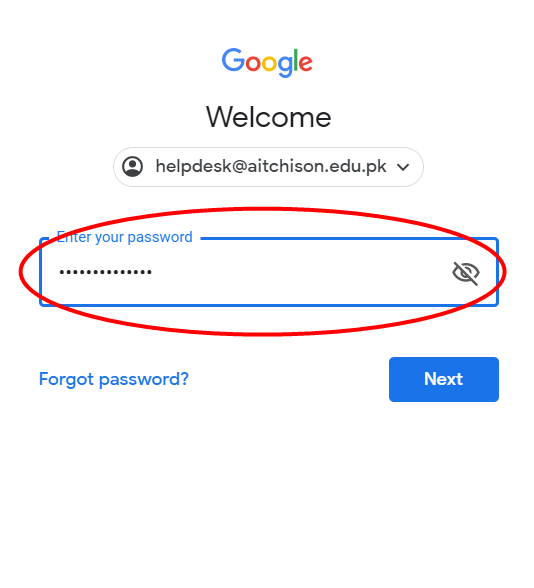 Google
Welcome
helpdesk@aitchison.edu.pk
Enter your password
••••••••••••••
Forgot password?
Next